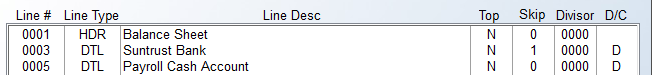 Line # Line Type Line Desc Top Skip Divisor D/C
0001 HDR Balance Sheet N 0 0000
0003 DTL Suntrust Bank N 1 0000 D
0005 DTL Payroll Cash Account N 0 0000 D